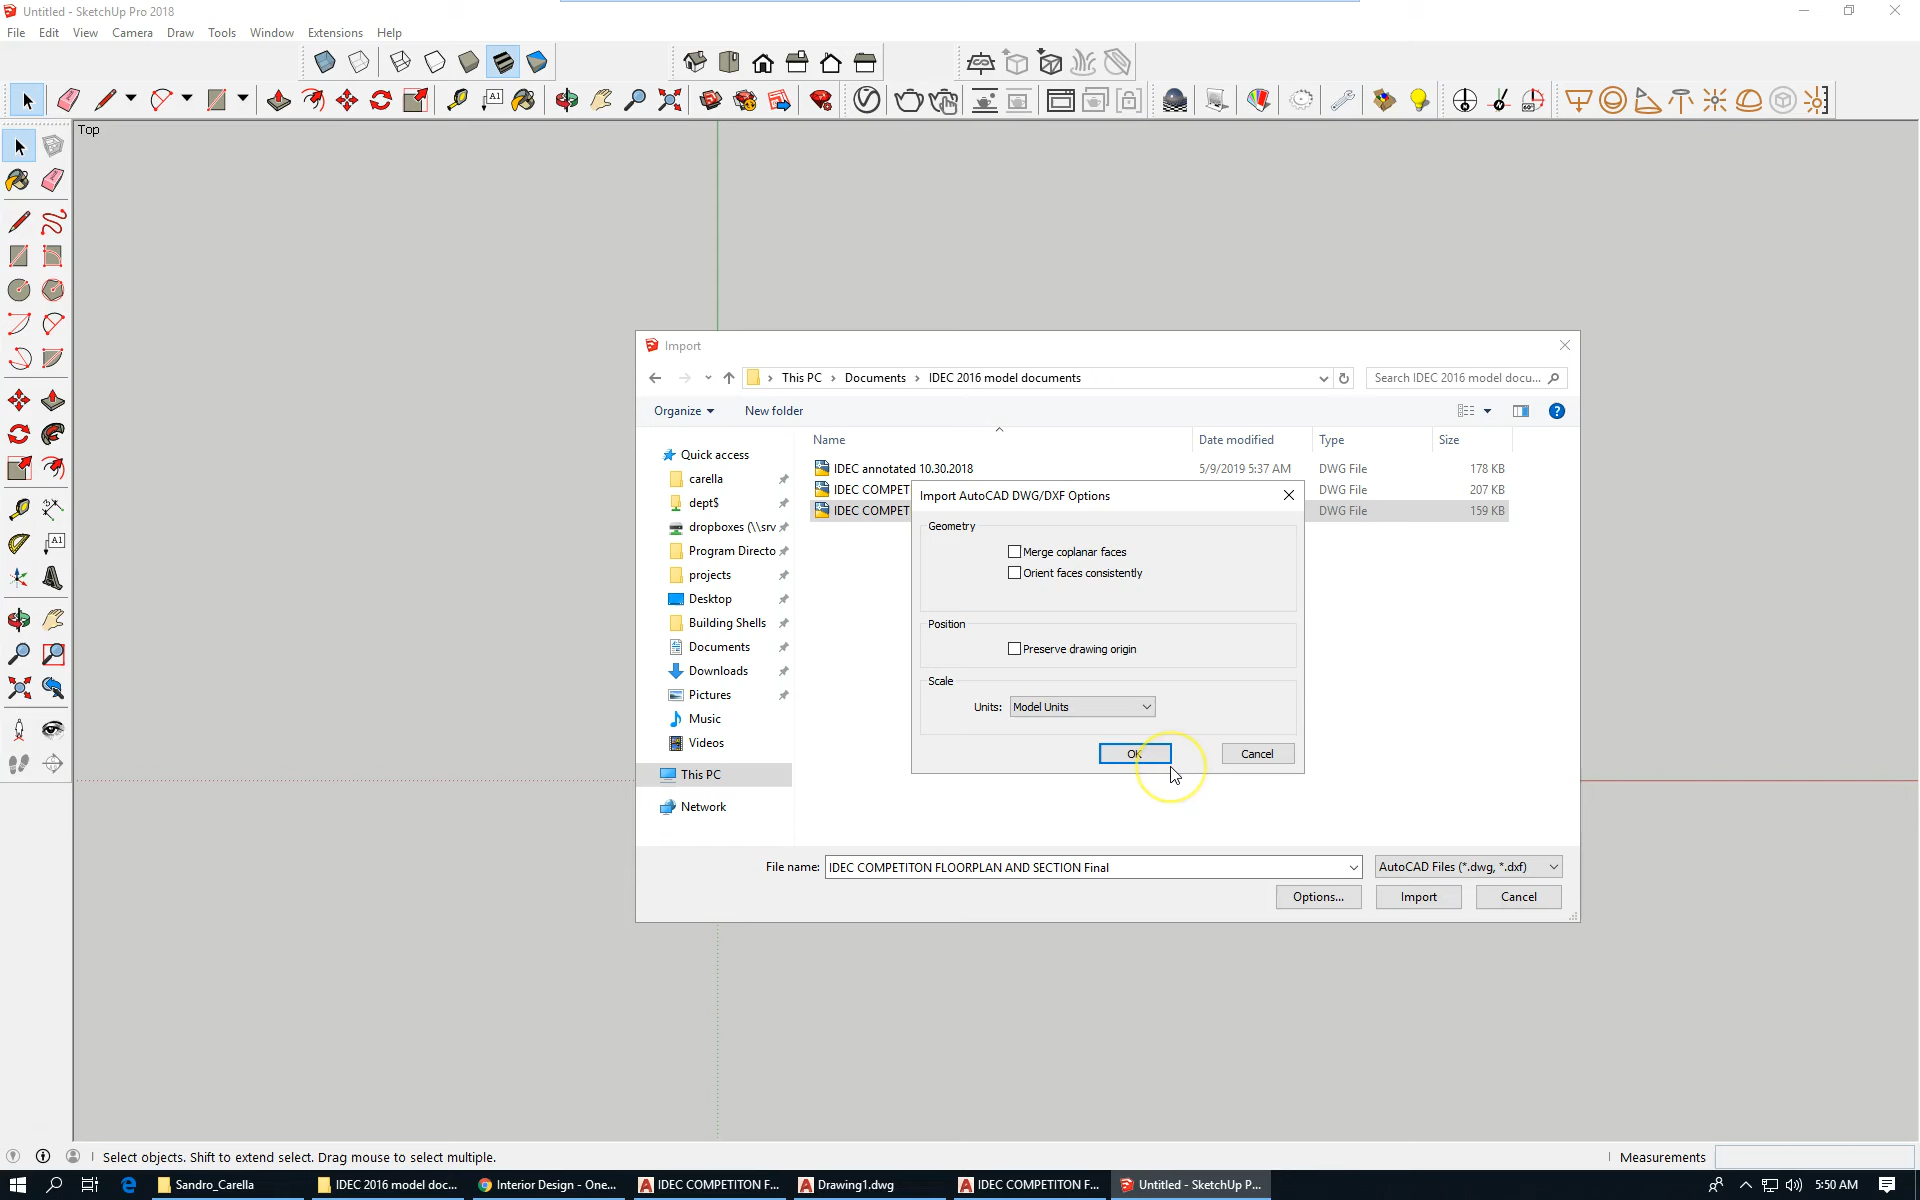 Untitled - SketchUp Pro 2018
File Edit View Camera Draw Tools Window Extensions Help
A1
Top
A1
Import
This PC › Documents › IDEC 2016 model documents
Search IDEC 2016 model docu...
Organize New folder
Name Date modified Type Size
Quick access
carella
dept$
dropboxes (\\srv
Program Directo
projects
Desktop
Building Shells
Documents
Downloads
Pictures
Music
Videos
This PC
Network
IDEC annotated 10.30.2018 5/9/2019 5:37 AM DWG File 178 KB
IDEC COMPET DWG File 207 KB
IDEC COMPET DWG File 159 KB
Import AutoCAD DWG/DXF Options
Geometry
Merge coplanar faces
Orient faces consistently
Position
Preserve drawing origin
Scale
Units: Model Units
OK Cancel
File name: IDEC COMPETITON FLOORPLAN AND SECTION Final AutoCAD Files (*.dwg, *.dxf)
Options... Import Cancel
Select objects. Shift to extend select. Drag mouse to select multiple.
Measurements
Sandro_Carella IDEC 2016 model doc... Interior Design - One... IDEC COMPETITON F... Drawing1.dwg IDEC COMPETITON F... Untitled - SketchUp P... 5:50 AM